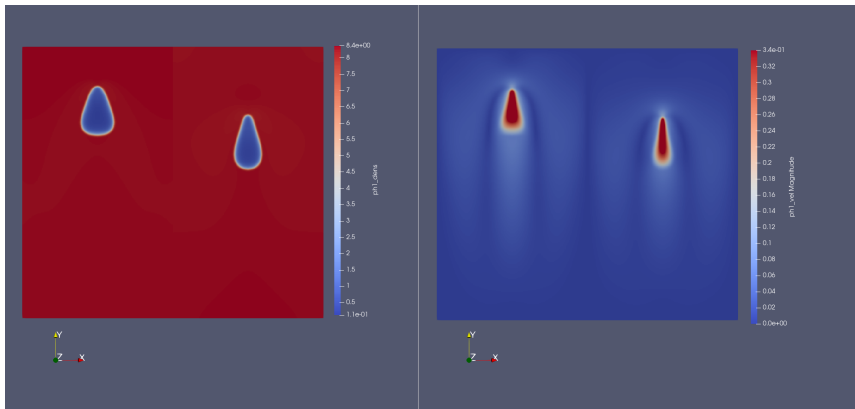 8.4e+00
8
7.5
7
6.5
6
5.5
5
4.5
4
3.5
3
2.5
2
1.5
1
0.5
1.1e-01
ph1_dens
Y
Z
X
3.4e-01
0.32
0.3
0.28
0.26
0.24
0.22
0.2
0.18
0.16
0.14
0.12
0.1
0.08
0.06
0.04
0.02
0.0e+00
ph1_vel Magnitude
Y
Z
X